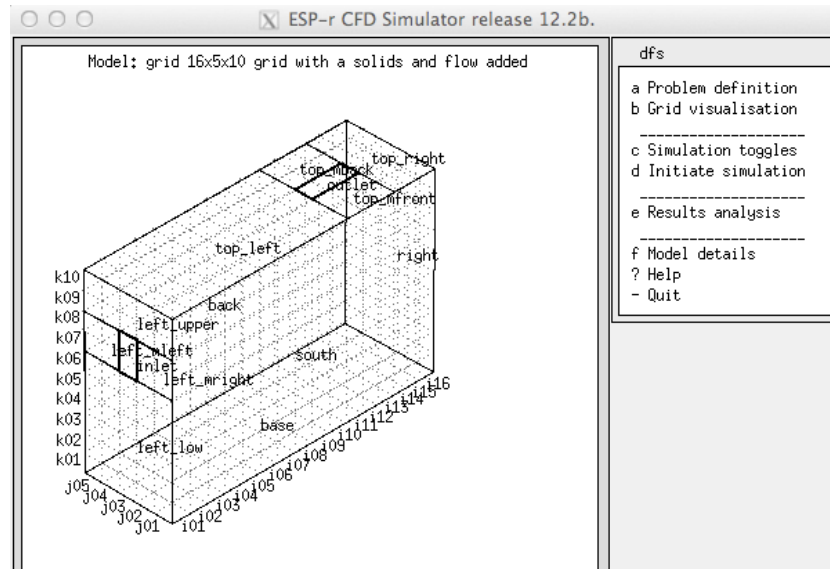 ESP-r CFD Simulator release 12.2b.
Model: grid 16x5x10 grid with a solids and flow added
top_right
top_mback
outlet
top_mfront
top_left
right
k10
k09
back
k08
left_upper
k07
left_mleft
south
k06
inlet
k05
left_mright
k04
k03
base
k02
left_low
k01
j05
j04
j03
j02
j01
i01
i02
i03
i04
i05
i06
i07
i08
i09
i10
i11
i12
i13
i14
i15
i16
dfs
a Problem definition
b Grid visualisation
c Simulation toggles
d Initiate simulation
e Results analysis
f Model details
? Help
- Quit